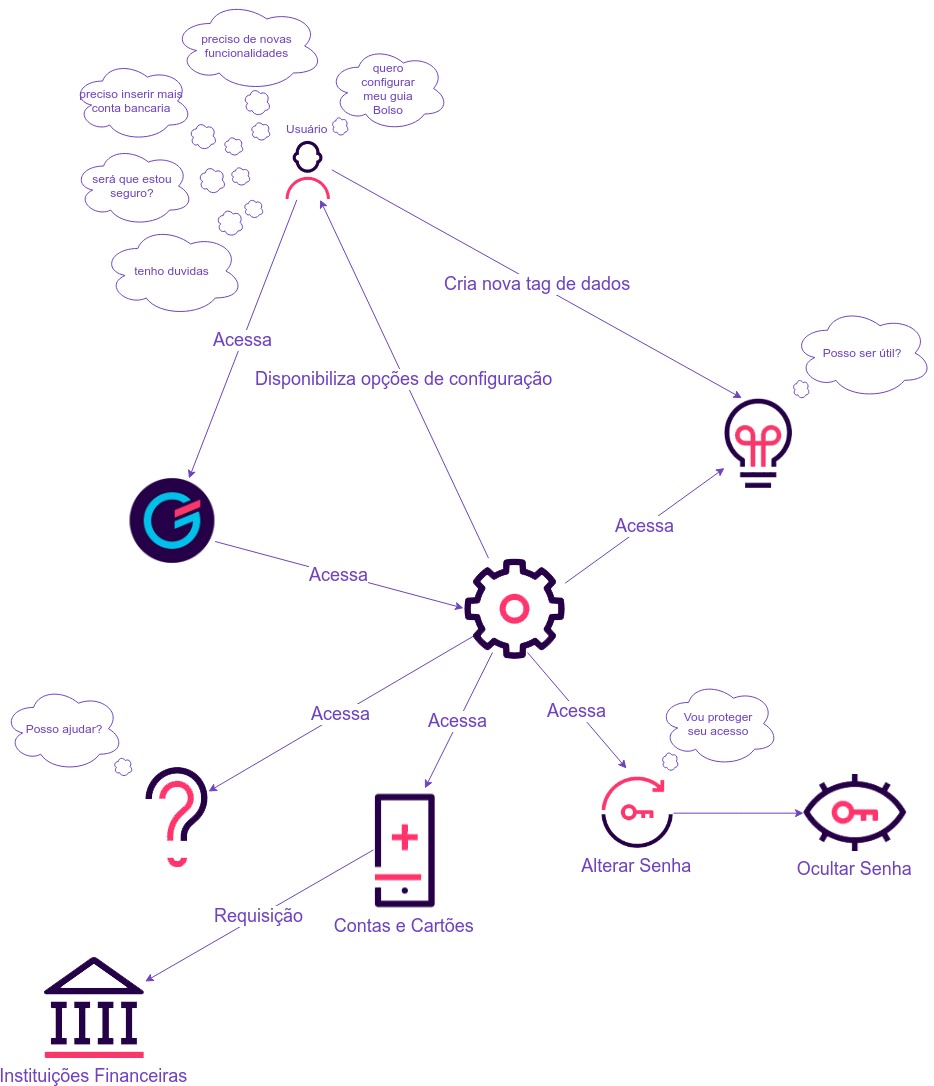 preciso de novas
funcionalidades
quero
configurar
meu guia
Bolso
preciso inserir mais
conta bancaria
Usuário
será que estou
seguro?
tenho duvidas
Cria nova tag de dados
Acessa
Posso ser útil?
Disponibiliza opções de configuração
Acessa
Acessa
Acessa
Acessa
Acessa
Vou proteger
seu acesso
Posso ajudar?
Alterar Senha
Ocultar Senha
Requisição
Contas e Cartões
Instituições Financeiras